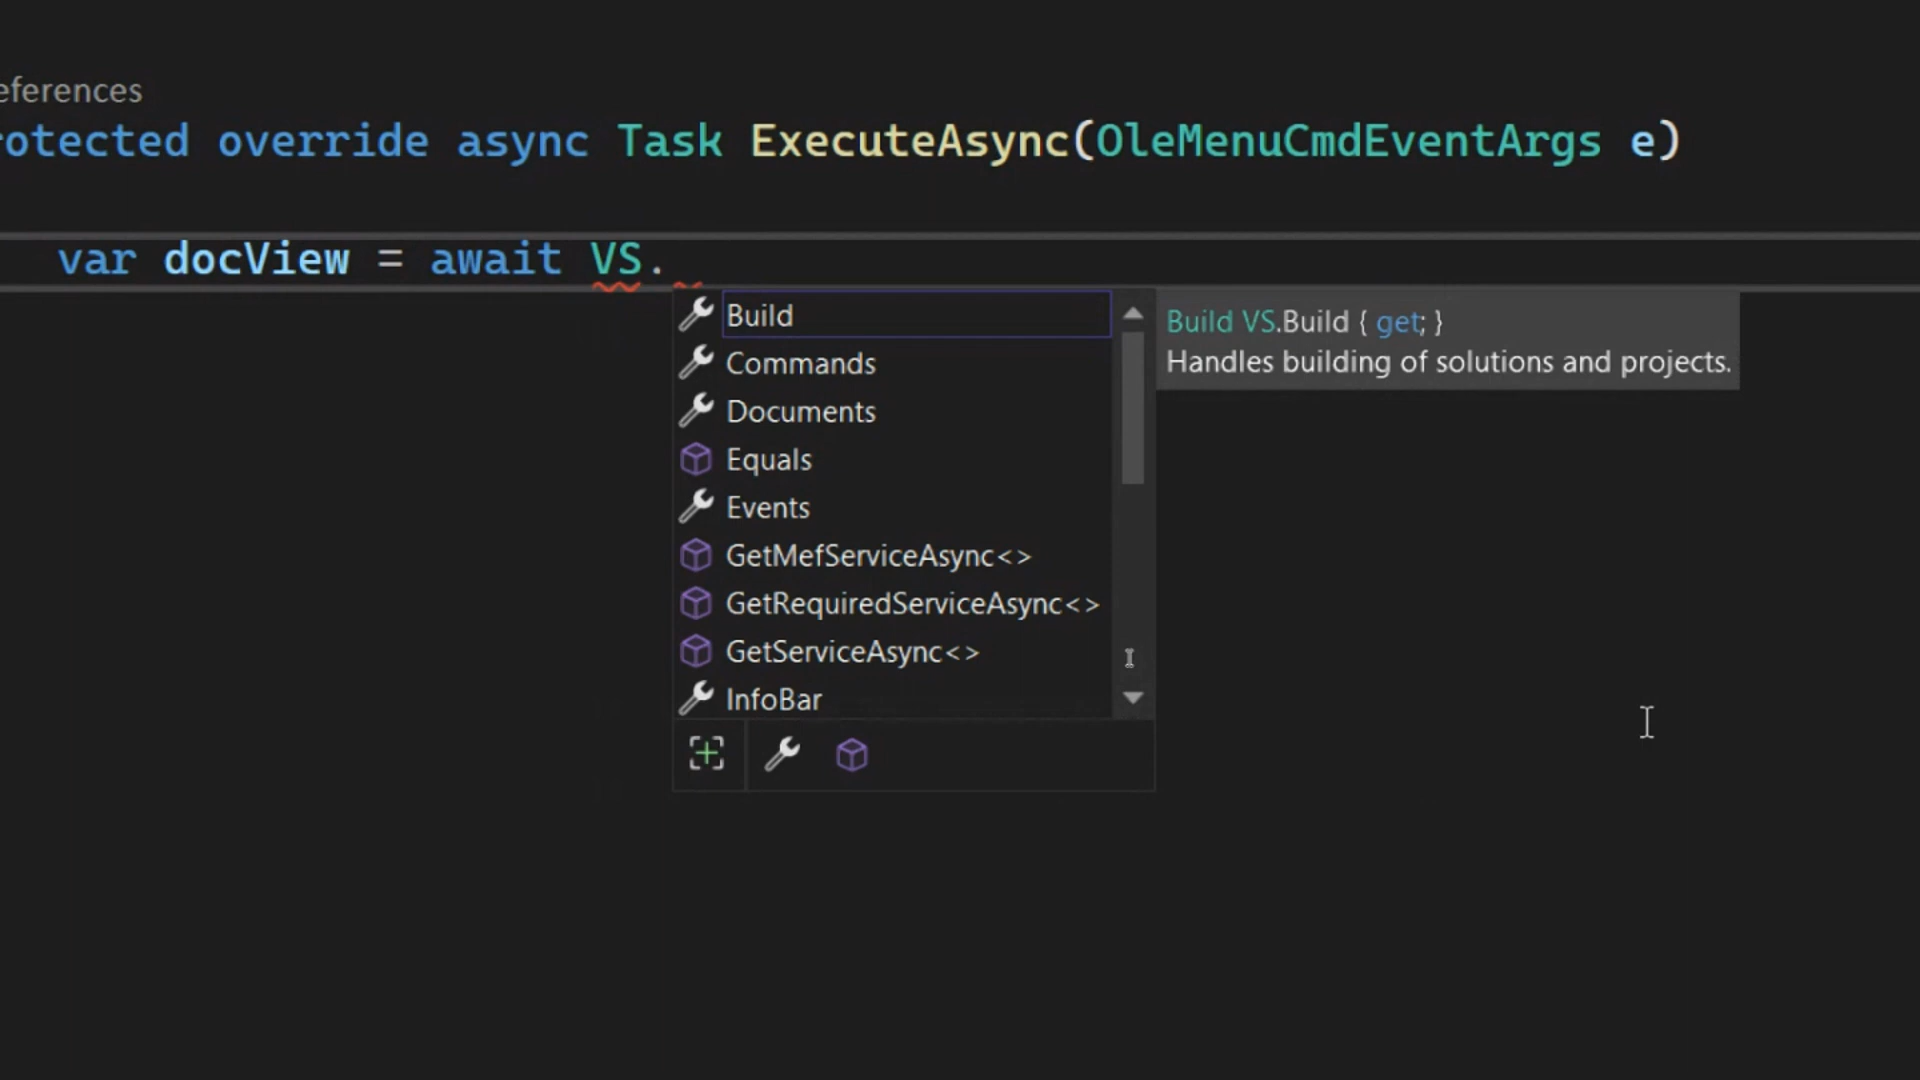 eferences
rotected override async Task ExecuteAsync(OleMenuCmdEventArgs e)
var docView = await VS.
Build
Commands
Documents
Equals
Events
GetMefServiceAsync<>
GetRequiredServiceAsync<>
GetServiceAsync<>
InfoBar
Build VS.Build { get; }
Handles building of solutions and projects.